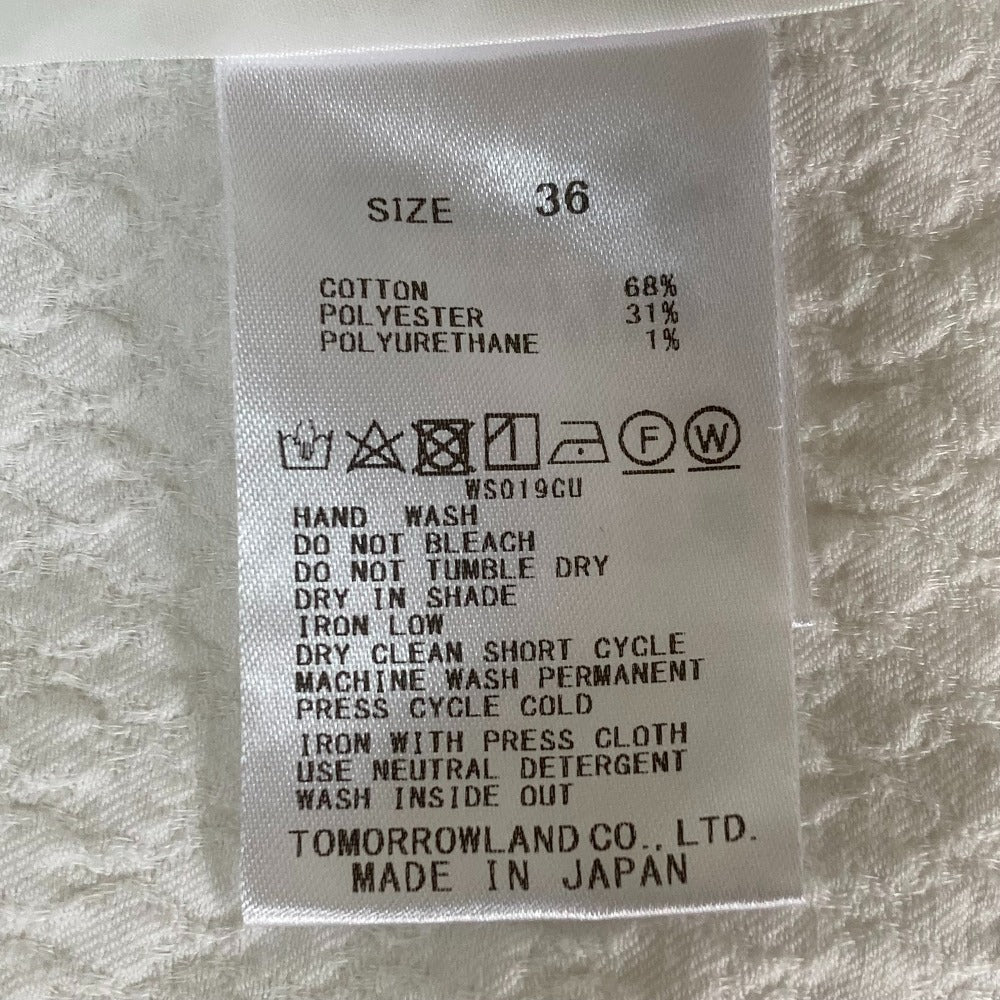 SIZE 36
COTTON 68%
POLYESTER 31%
POLYURETHANE 1%
F W
WS019CU
HAND WASH
DO NOT BLEACH
DO NOT TUMBLE DRY
DRY IN SHADE
IRON LOW
DRY CLEAN SHORT CYCLE
MACHINE WASH PERMANENT
PRESS CYCLE COLD
IRON WITH PRESS CLOTH
USE NEUTRAL DETERGENT
WASH INSIDE OUT
TOMORROWLAND CO., LTD.
MADE IN JAPAN